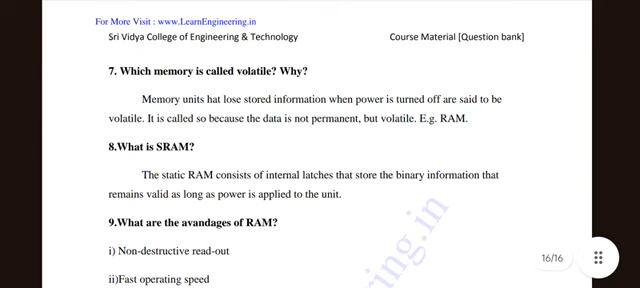 For More Visit : www.LearnEngineering.in
Sri Vidya College of Engineering & Technology Course Material [Question bank]
7. Which memory is called volatile? Why?
Memory units hat lose stored information when power is turned off are said to be
volatile. It is called so because the data is not permanent, but volatile. E.g. RAM.
8.What is SRAM?
The static RAM consists of internal latches that store the binary information that
remains valid as long as power is applied to the unit.
9.What are the avandages of RAM?
i) Non-destructive read-out
16/16
ii)Fast operating speed